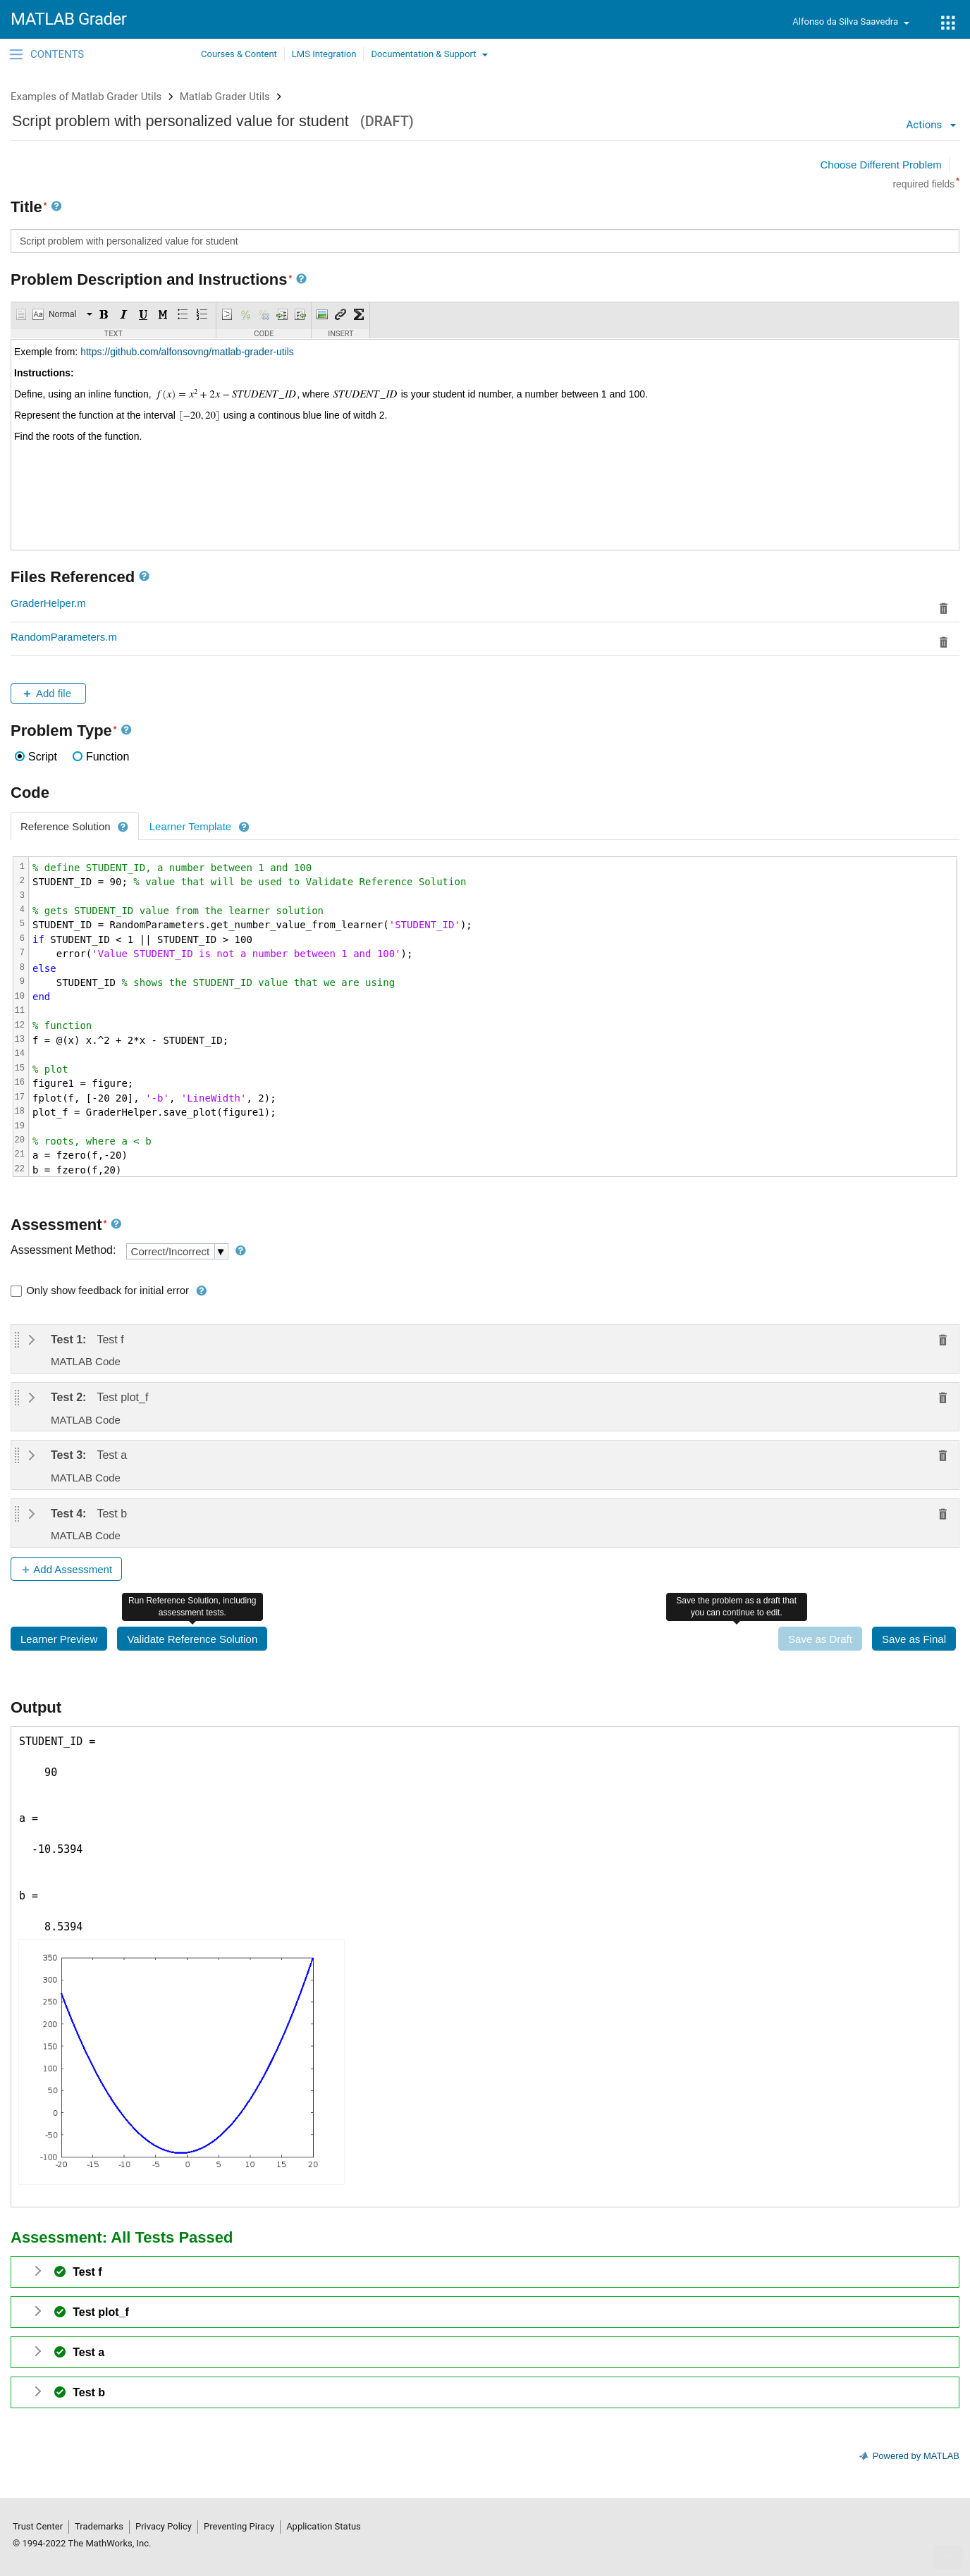 MATLAB Grader
Alfonso da Silva Saavedra
CONTENTS
Courses & Content
LMS Integration
Documentation & Support
Examples of Matlab Grader Utils
Matlab Grader Utils
Script problem with personalized value for student (DRAFT)
Actions
Choose Different Problem
required fields*
Title* ?
Script problem with personalized value for student
Problem Description and Instructions* ?
Aa Normal B I U M
TEXT CODE INSERT
Exemple from: https://github.com/alfonsovng/matlab-grader-utils
Instructions:
Define, using an inline function, f(x) = x² + 2x − STUDENT_ID, where STUDENT_ID is your student id number, a number between 1 and 100.
Represent the function at the interval [−20, 20] using a continous blue line of witdh 2.
Find the roots of the function.
Files Referenced ?
GraderHelper.m
RandomParameters.m
+ Add file
Problem Type* ?
Script Function
Code
Reference Solution ? Learner Template ?
1 % define STUDENT_ID, a number between 1 and 100
2 STUDENT_ID = 90; % value that will be used to Validate Reference Solution
3
4 % gets STUDENT_ID value from the learner solution
5 STUDENT_ID = RandomParameters.get_number_value_from_learner('STUDENT_ID');
6 if STUDENT_ID < 1 || STUDENT_ID > 100
7     error('Value STUDENT_ID is not a number between 1 and 100');
8 else
9     STUDENT_ID % shows the STUDENT_ID value that we are using
10 end
11
12 % function
13 f = @(x) x.^2 + 2*x - STUDENT_ID;
14
15 % plot
16 figure1 = figure;
17 fplot(f, [-20 20], '-b', 'LineWidth', 2);
18 plot_f = GraderHelper.save_plot(figure1);
19
20 % roots, where a < b
21 a = fzero(f,-20)
22 b = fzero(f,20)
Assessment* ?
Assessment Method: Correct/Incorrect ?
Only show feedback for initial error ?
Test 1: Test f
MATLAB Code
Test 2: Test plot_f
MATLAB Code
Test 3: Test a
MATLAB Code
Test 4: Test b
MATLAB Code
+ Add Assessment
Run Reference Solution, including
assessment tests.
Save the problem as a draft that
you can continue to edit.
Learner Preview Validate Reference Solution Save as Draft Save as Final
Output
STUDENT_ID =
90
a =
-10.5394
b =
8.5394
350
300
250
200
150
100
50
0
-50
-100
-20 -15 -10 -5 0 5 10 15 20
Assessment: All Tests Passed
Test f
Test plot_f
Test a
Test b
Powered by MATLAB
Trust Center
Trademarks
Privacy Policy
Preventing Piracy
Application Status
© 1994-2022 The MathWorks, Inc.